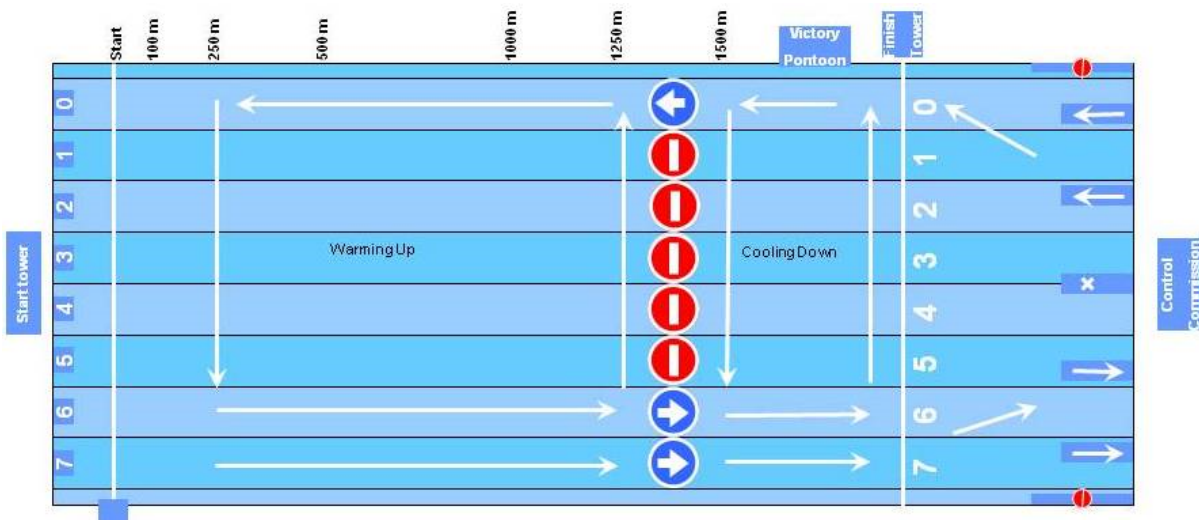 Start
100 m
250 m
500 m
1000 m
1250 m
1500 m
Victory
Pontoon
Finish
Tower
0
1
2
3
4
5
6
7
Start tower
Warming Up
Cooling Down
0
1
2
3
4
5
6
7
Control
Commission